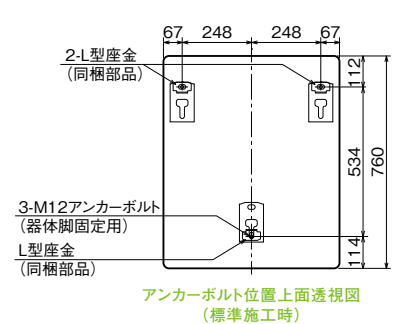 67 248 248 67
2-L型座金
(同梱部品)
112
534
760
3-M12アンカーボルト
(器体脚固定用)
L型座金
(同梱部品)
114
アンカーボルト位置上面透視図
(標準施工時)